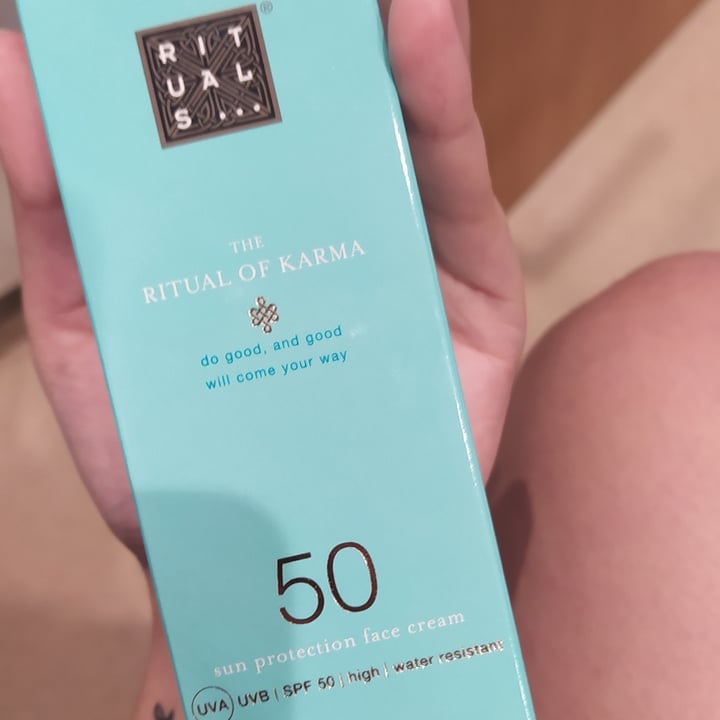 RIT
UAL
S...
®
THE
RITUAL OF KARMA
do good, and good
will come your way
50
sun protection face cream
UVA UVB | SPF 50 | high | water resistant